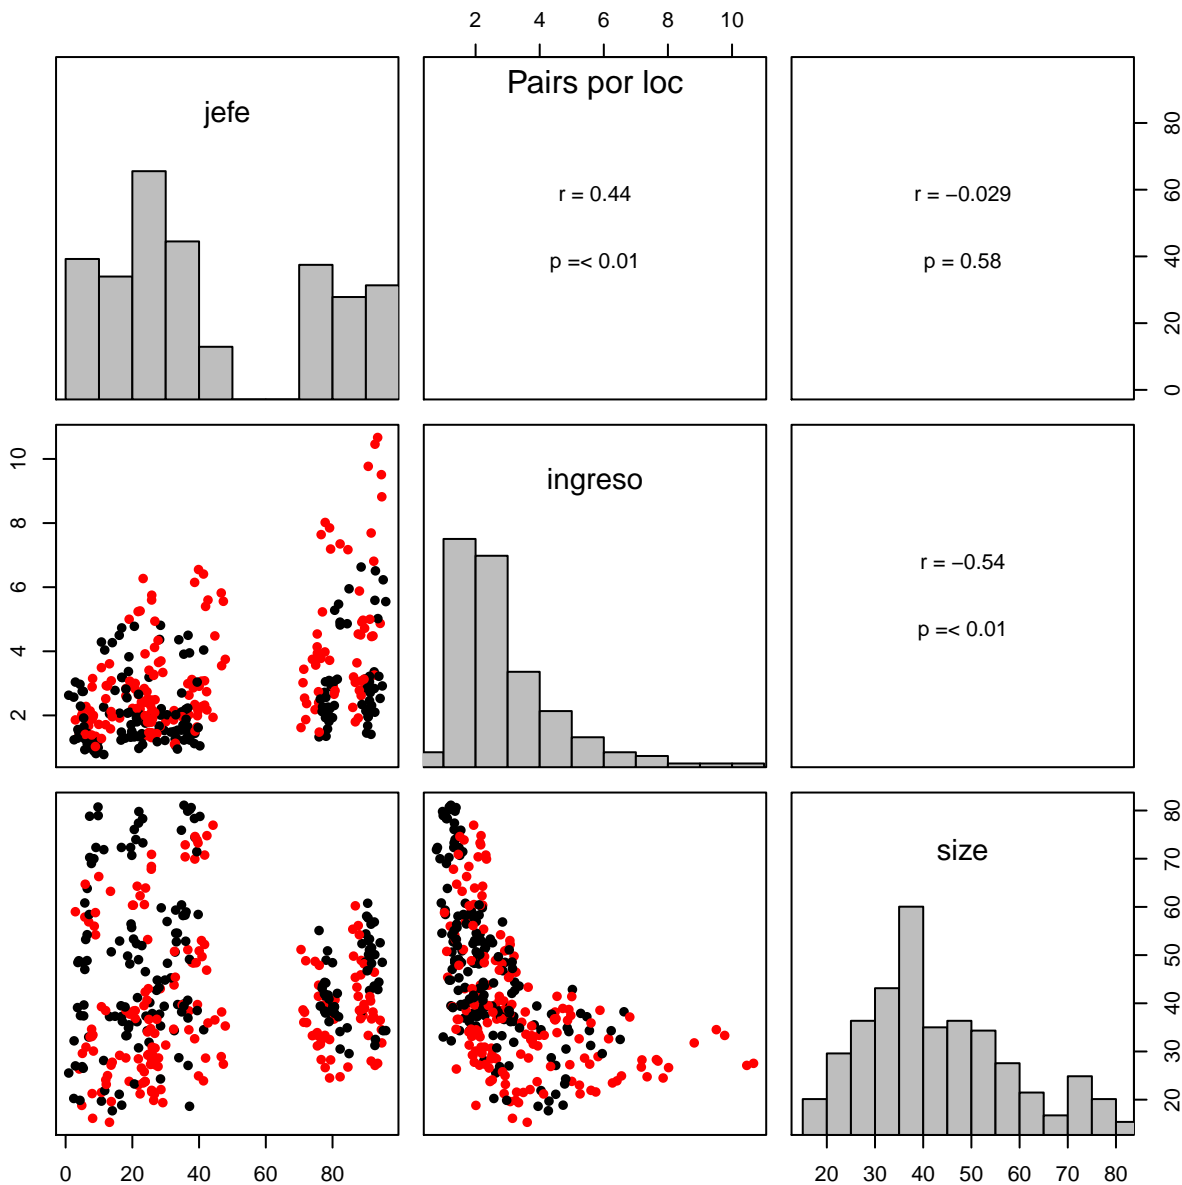 2 4 6 8 10
Pairs por loc
jefe
r = 0.44
p =< 0.01
r = −0.029
p = 0.58
80
60
40
20
0
10
8
6
4
2
ingreso
r = −0.54
p =< 0.01
size
80
70
60
50
40
30
20
0 20 40 60 80
20 30 40 50 60 70 80